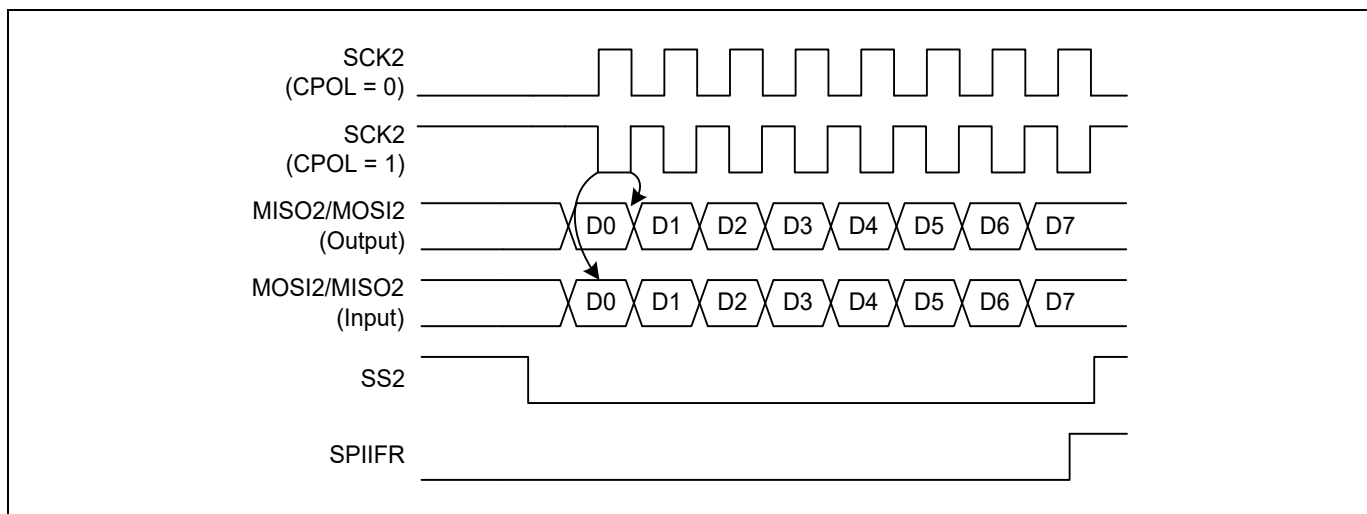 SCK2
(CPOL = 0)
SCK2
(CPOL = 1)
MISO2/MOSI2
(Output)
D0 D1 D2 D3 D4 D5 D6 D7
MOSI2/MISO2
(Input)
D0 D1 D2 D3 D4 D5 D6 D7
SS2
SPIIFR